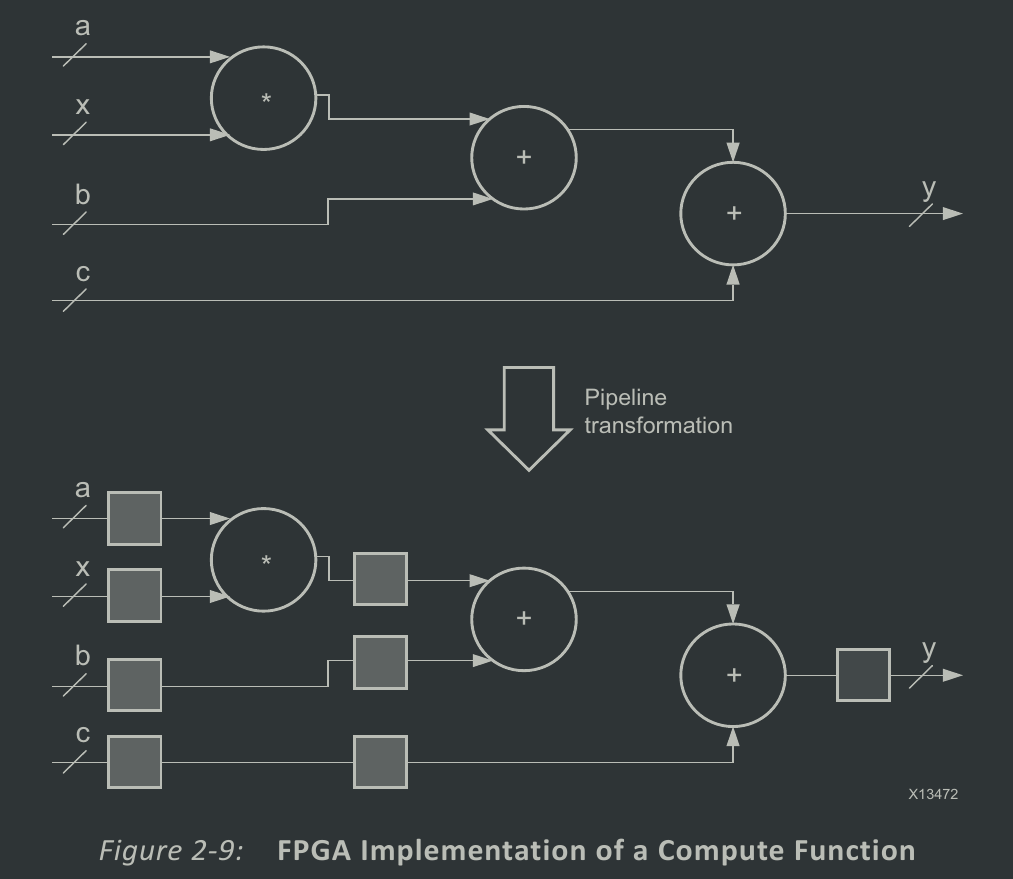 a
*
x
+
b
+
y
c
Pipeline
transformation
a
*
x
+
b
+
y
c
X13472
Figure 2-9: FPGA Implementation of a Compute Function